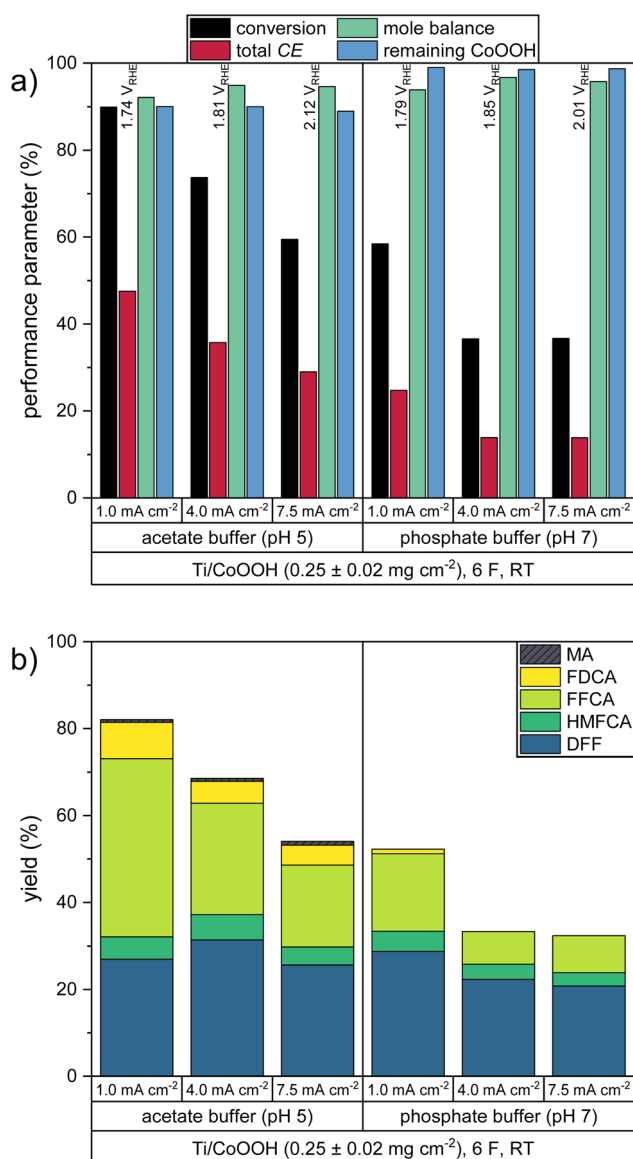 conversion
mole balance
total CE
remaining CoOOH
a)
100
80
60
40
20
0
performance parameter (%)
1.74 V_RHE
1.81 V_RHE
2.12 V_RHE
1.79 V_RHE
1.85 V_RHE
2.01 V_RHE
1.0 mA cm⁻² 4.0 mA cm⁻² 7.5 mA cm⁻² 1.0 mA cm⁻² 4.0 mA cm⁻² 7.5 mA cm⁻²
acetate buffer (pH 5) phosphate buffer (pH 7)
Ti/CoOOH (0.25 ± 0.02 mg cm⁻²), 6 F, RT
b)
100
80
60
40
20
0
yield (%)
MA
FDCA
FFCA
HMFCA
DFF
1.0 mA cm⁻² 4.0 mA cm⁻² 7.5 mA cm⁻² 1.0 mA cm⁻² 4.0 mA cm⁻² 7.5 mA cm⁻²
acetate buffer (pH 5) phosphate buffer (pH 7)
Ti/CoOOH (0.25 ± 0.02 mg cm⁻²), 6 F, RT